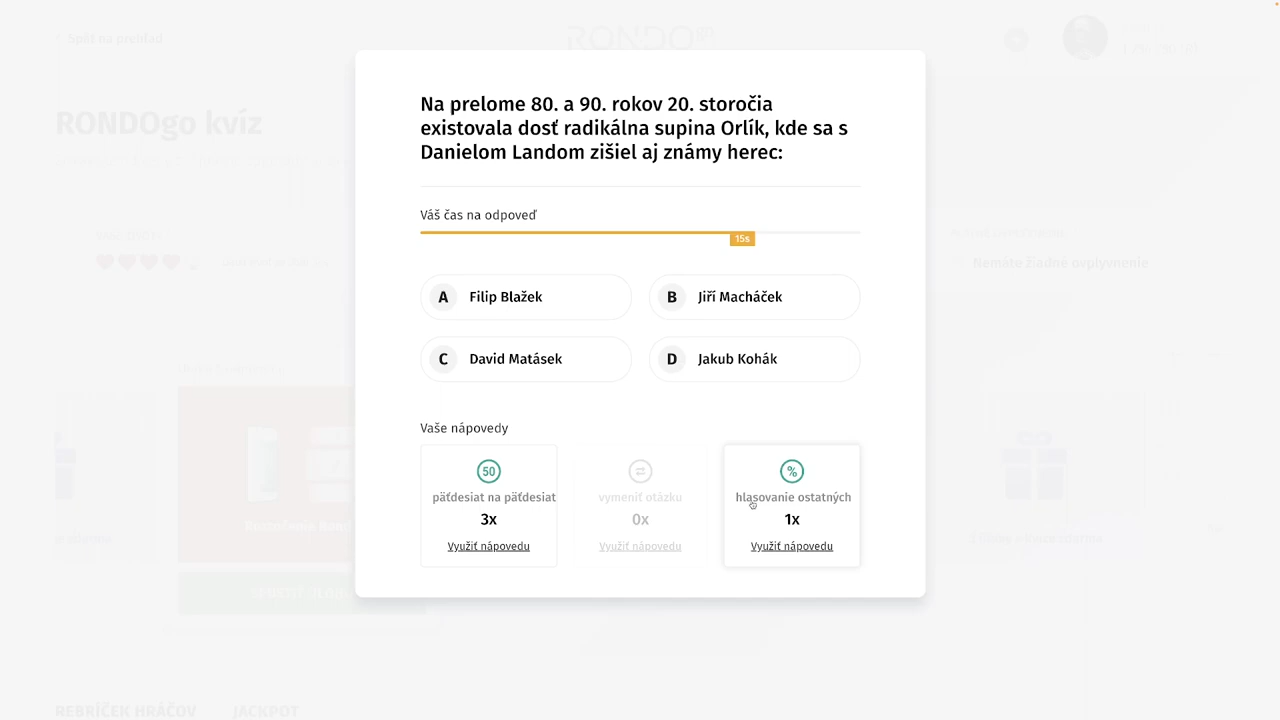 Späť na prehľad
RONDO
RONDOgo kvíz
Na prelome 80. a 90. rokov 20. storočia
existovala dosť radikálna supina Orlík, kde sa s
Danielom Landom zišiel aj známy herec:
Váš čas na odpoveď
15s
Nemáte žiadné ovplyvnenie
A Filip Blažek
B Jiří Macháček
C David Matásek
D Jakub Kohák
Vaše nápovedy
50
%
päťdesiat na päťdesiat
vymeniť otázku
hlasovanie ostatných
3x
0x
1x
Využiť nápovedu
Využiť nápovedu
Využiť nápovedu
REBRÍČEK HRÁČOV
JACKPOT